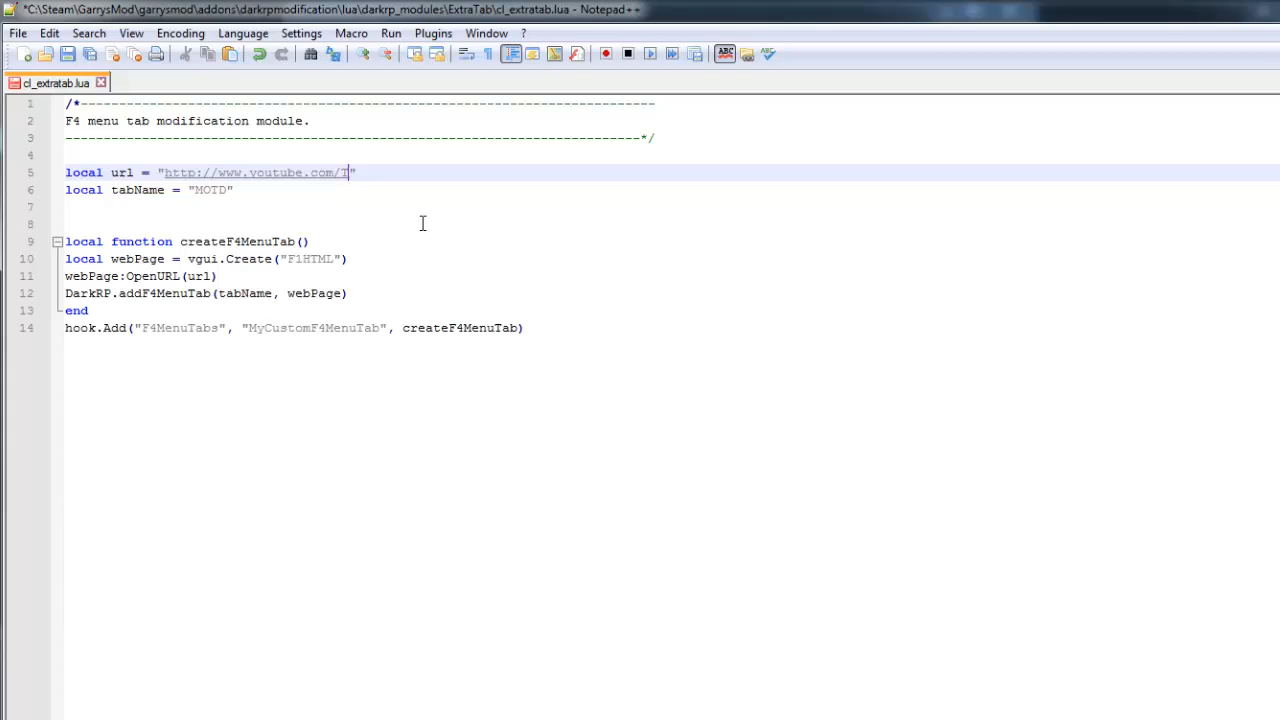 *C:\Steam\GarrysMod\garrysmod\addons\darkrpmodification\lua\darkrp_modules\ExtraTab\cl_extratab.lua - Notepad++
File Edit Search View Encoding Language Settings Macro Run Plugins Window ?
ABC ABC
cl_extratab.lua
1 /*---------------------------------------------------------------------------
2 F4 menu tab modification module.
3 ---------------------------------------------------------------------------*/
4
5 local url = "http://www.youtube.com/T"
6 local tabName = "MOTD"
7
8
9 local function createF4MenuTab()
10 local webPage = vgui.Create("F1HTML")
11 webPage:OpenURL(url)
12 DarkRP.addF4MenuTab(tabName, webPage)
13 end
14 hook.Add("F4MenuTabs", "MyCustomF4MenuTab", createF4MenuTab)